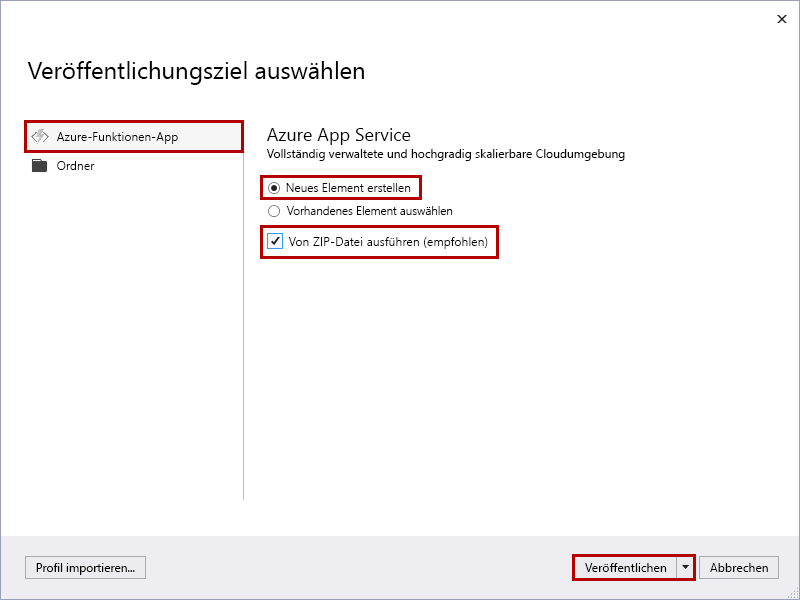 Veröffentlichungsziel auswählen
Azure-Funktionen-App
Ordner
Azure App Service
Vollständig verwaltete und hochgradig skalierbare Cloudumgebung
Neues Element erstellen
Vorhandenes Element auswählen
Von ZIP-Datei ausführen (empfohlen)
Profil importieren...
Veröffentlichen
Abbrechen